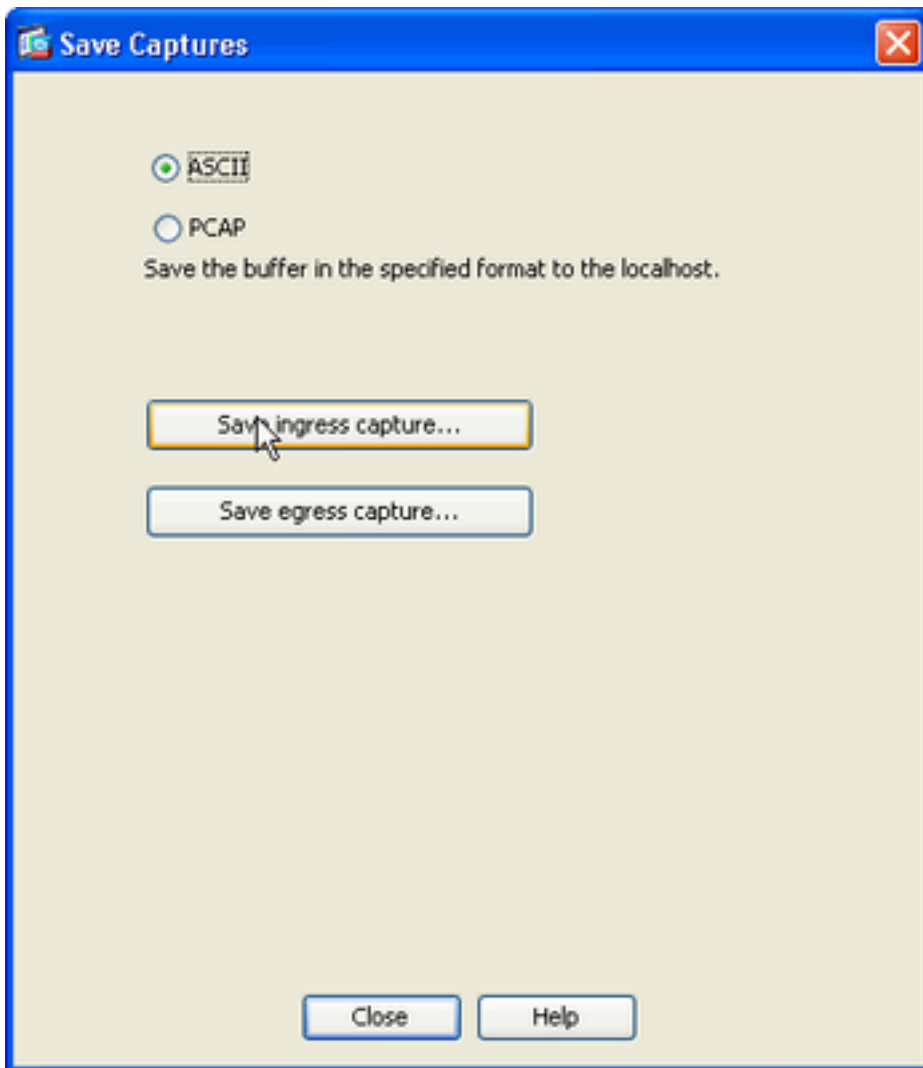 Save Captures
ASCII
PCAP
Save the buffer in the specified format to the localhost.
Save ingress capture...
Save egress capture...
Close
Help